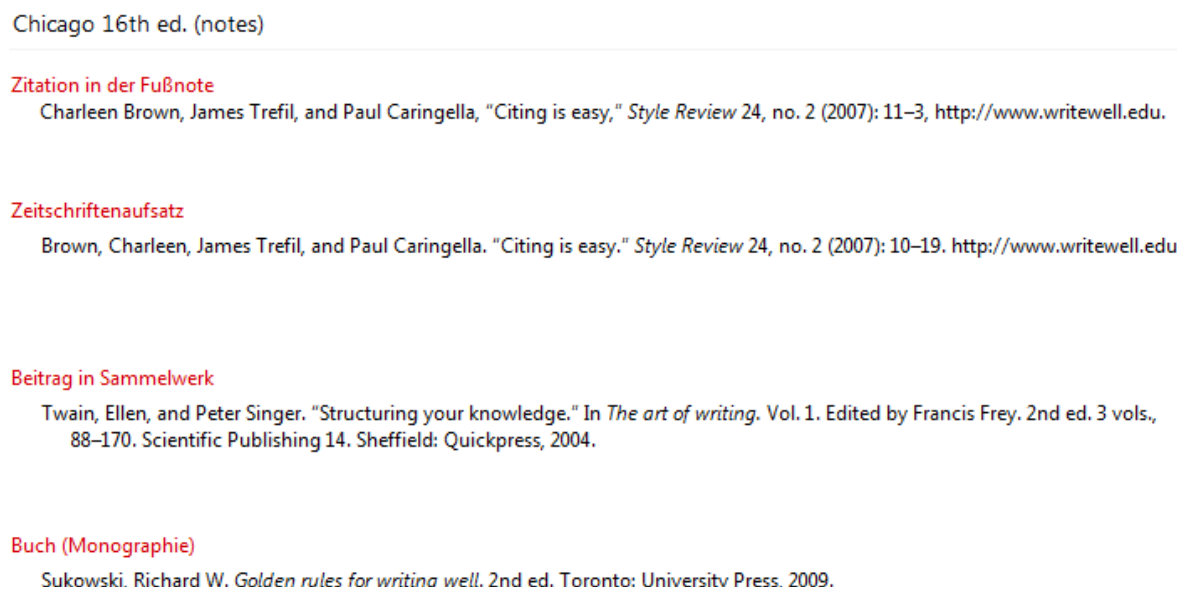 Chicago 16th ed. (notes)
Zitation in der Fußnote
Charleen Brown, James Trefil, and Paul Caringella, “Citing is easy,” Style Review 24, no. 2 (2007): 11–3, http://www.writewell.edu.
Zeitschriftenaufsatz
Brown, Charleen, James Trefil, and Paul Caringella. “Citing is easy.” Style Review 24, no. 2 (2007): 10–19. http://www.writewell.edu
Beitrag in Sammelwerk
Twain, Ellen, and Peter Singer. “Structuring your knowledge.” In The art of writing. Vol. 1. Edited by Francis Frey. 2nd ed. 3 vols.,
88–170. Scientific Publishing 14. Sheffield: Quickpress, 2004.
Buch (Monographie)
Sukowski, Richard W. Golden rules for writing well. 2nd ed. Toronto: University Press, 2009.